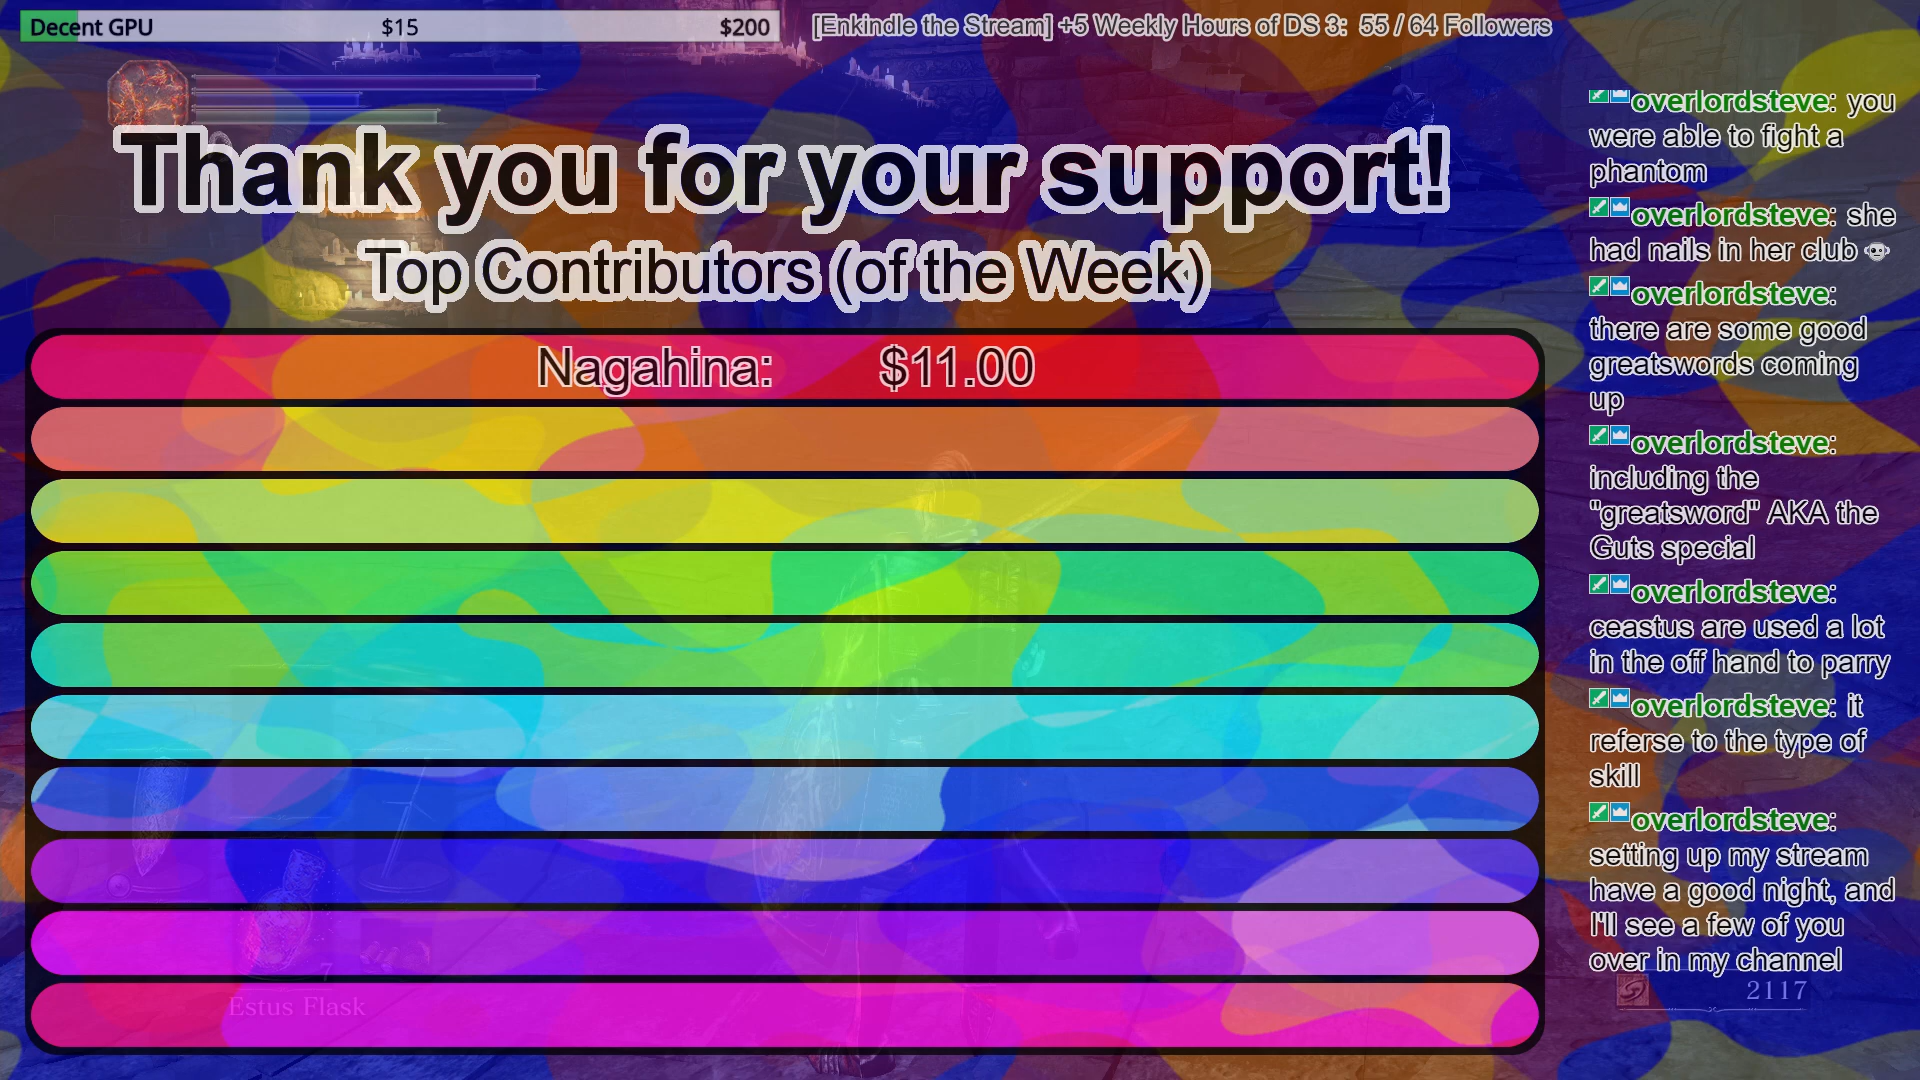 Decent GPU $15 $200
[Enkindle the Stream] +5 Weekly Hours of DS 3: 55 / 64 Followers
Thank you for your support!
Top Contributors (of the Week)
Nagahina: $11.00
Estus Flask
7
overlordsteve: you
were able to fight a
phantom
overlordsteve: she
had nails in her club
overlordsteve:
there are some good
greatswords coming
up
overlordsteve:
including the
"greatsword" AKA the
Guts special
overlordsteve:
ceastus are used a lot
in the off hand to parry
overlordsteve: it
referse to the type of
skill
overlordsteve:
setting up my stream
have a good night, and
I'll see a few of you
over in my channel
2117